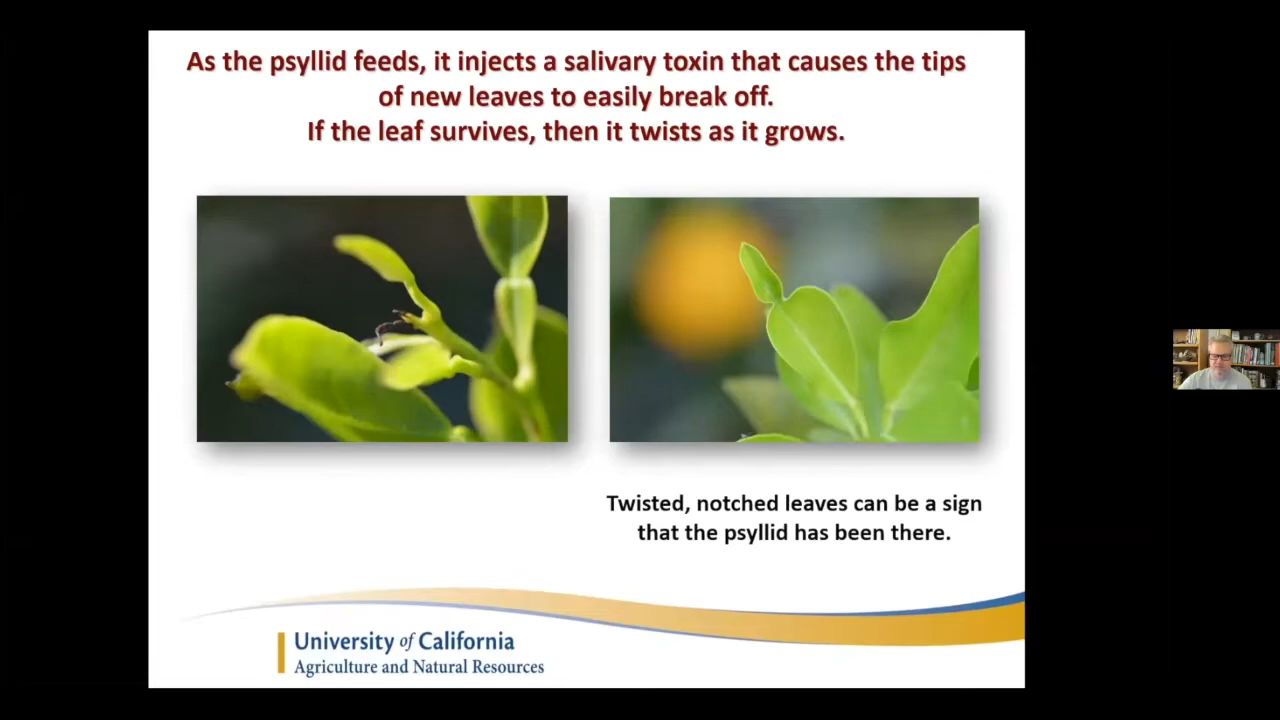 As the psyllid feeds, it injects a salivary toxin that causes the tips
of new leaves to easily break off.
If the leaf survives, then it twists as it grows.
Twisted, notched leaves can be a sign
that the psyllid has been there.
University of California
Agriculture and Natural Resources